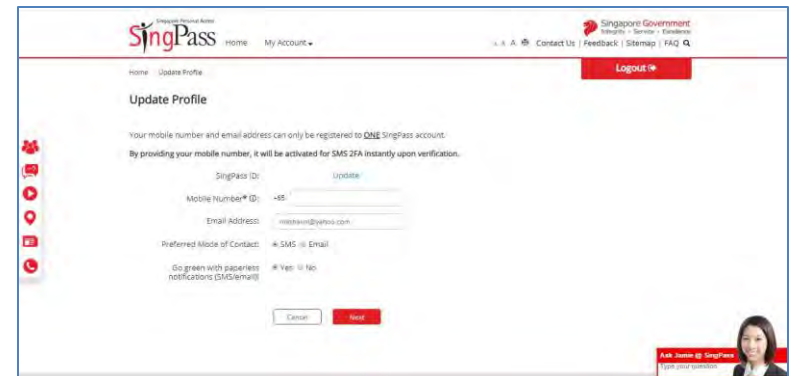 Singapore Personal Access
SingPass Home My Account
Singapore Government
Integrity · Service · Excellence
A A A Contact Us | Feedback | Sitemap | FAQ
Home Update Profile
Logout
Update Profile
Your mobile number and email address can only be registered to ONE SingPass account.
By providing your mobile number, it will be activated for SMS 2FA instantly upon verification.
SingPass ID: Update
Mobile Number* : +65
Email Address: @yahoo.com
Preferred Mode of Contact: SMS Email
Go green with paperless Yes No
notifications (SMS/email)
Cancel Next
Ask Jamie @ SingPass
Type your question